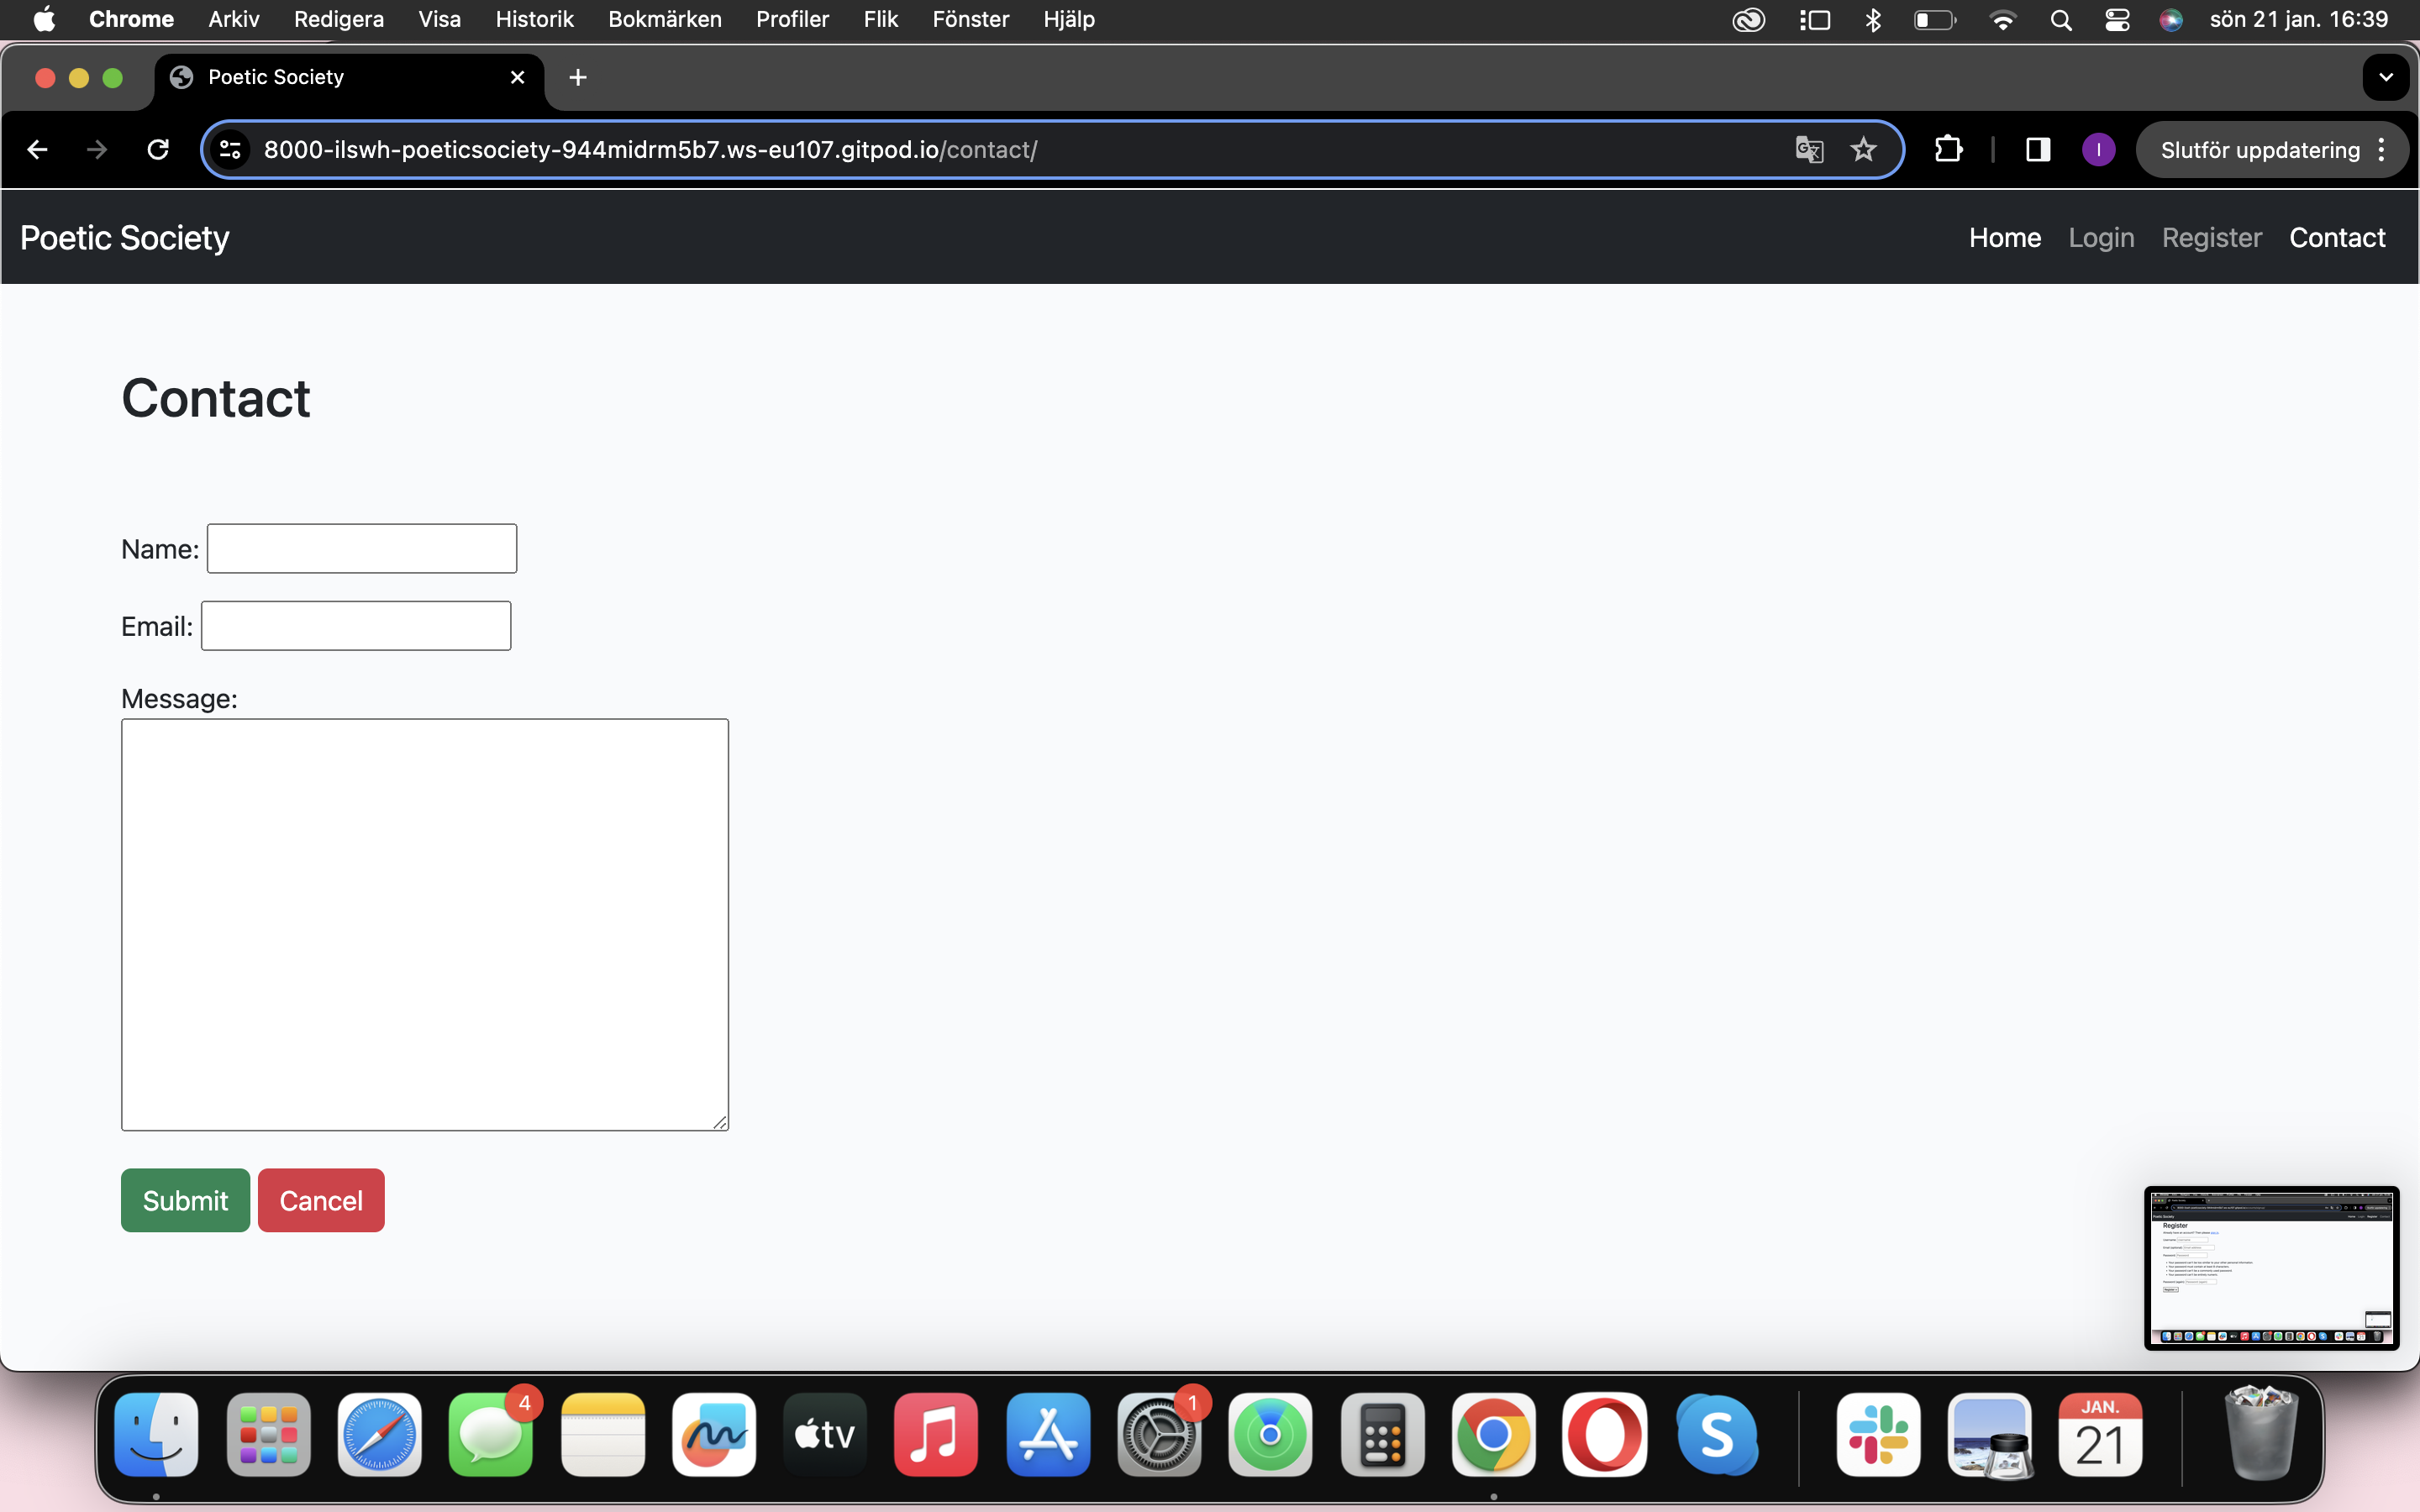 Chrome Arkiv Redigera Visa Historik Bokmärken Profiler Flik Fönster Hjälp sön 21 jan. 16:39
Poetic Society
8000-ilswh-poeticsociety-944midrm5b7.ws-eu107.gitpod.io/contact/ I Slutför uppdatering
Poetic Society Home Login Register Contact
Contact
Name:
Email:
Message:
Submit Cancel
Register
4
1
tv
S
JAN.
21